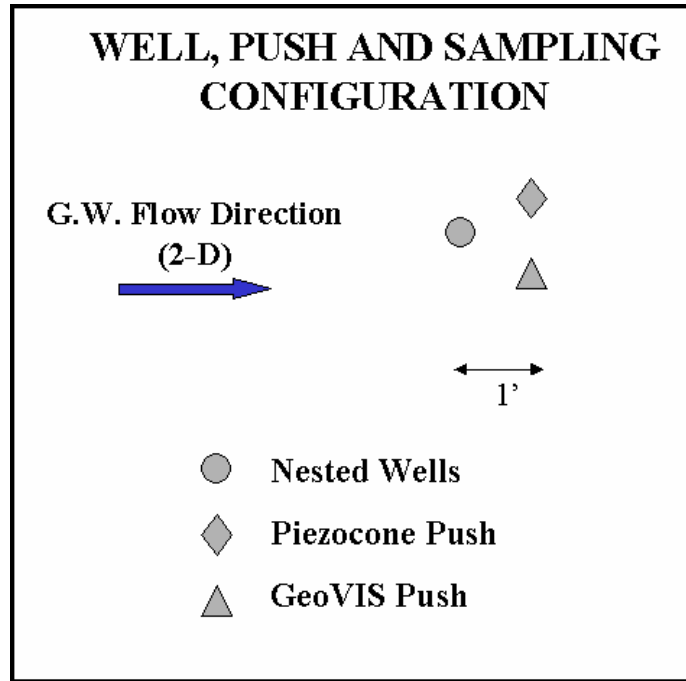 WELL, PUSH AND SAMPLING
CONFIGURATION
G.W. Flow Direction
(2-D)
1’
Nested Wells
Piezocone Push
GeoVIS Push